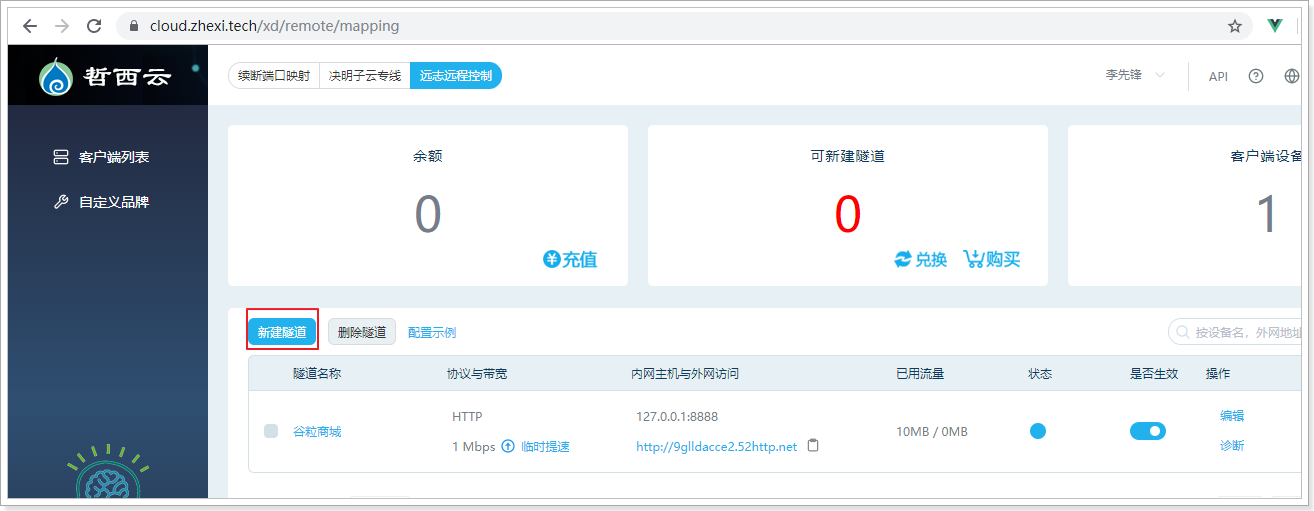 cloud.zhexi.tech/xd/remote/mapping
哲西云
续断端口映射 决明子云专线 远志远程控制
李先锋 API
客户端列表
自定义品牌
余额
0
充值
可新建隧道
0
兑换 购买
客户端设备
1
新建隧道 删除隧道 配置示例
按设备名，外网地址
隧道名称 协议与带宽 内网主机与外网访问 已用流量 状态 是否生效 操作
HTTP 127.0.0.1:8888 编辑
谷粒商城 10MB / 0MB
1 Mbps 临时提速 http://9glldacce2.52http.net 诊断